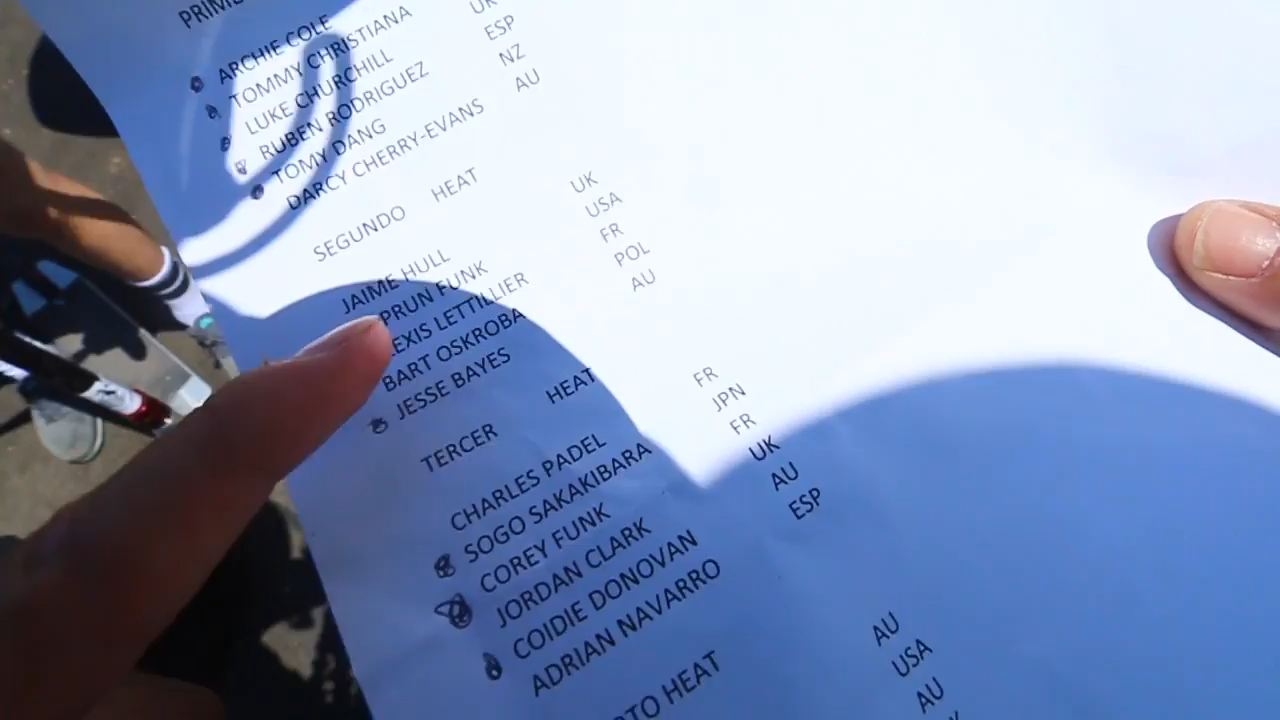 PRIME
ARCHIE COLE
TOMMY CHRISTIANA UK
LUKE CHURCHILL ESP
RUBEN RODRIGUEZ NZ
TOMY DANG AU
DARCY CHERRY-EVANS
SEGUNDO HEAT
JAIME HULL UK
PRUN FUNK USA
EXIS LETTILLIER FR
BART OSKROBA POL
JESSE BAYES AU
TERCER HEAT
CHARLES PADEL FR
SOGO SAKAKIBARA JPN
COREY FUNK FR
JORDAN CLARK UK
COIDIE DONOVAN AU
ADRIAN NAVARRO ESP
RTO HEAT
AU
USA
AU